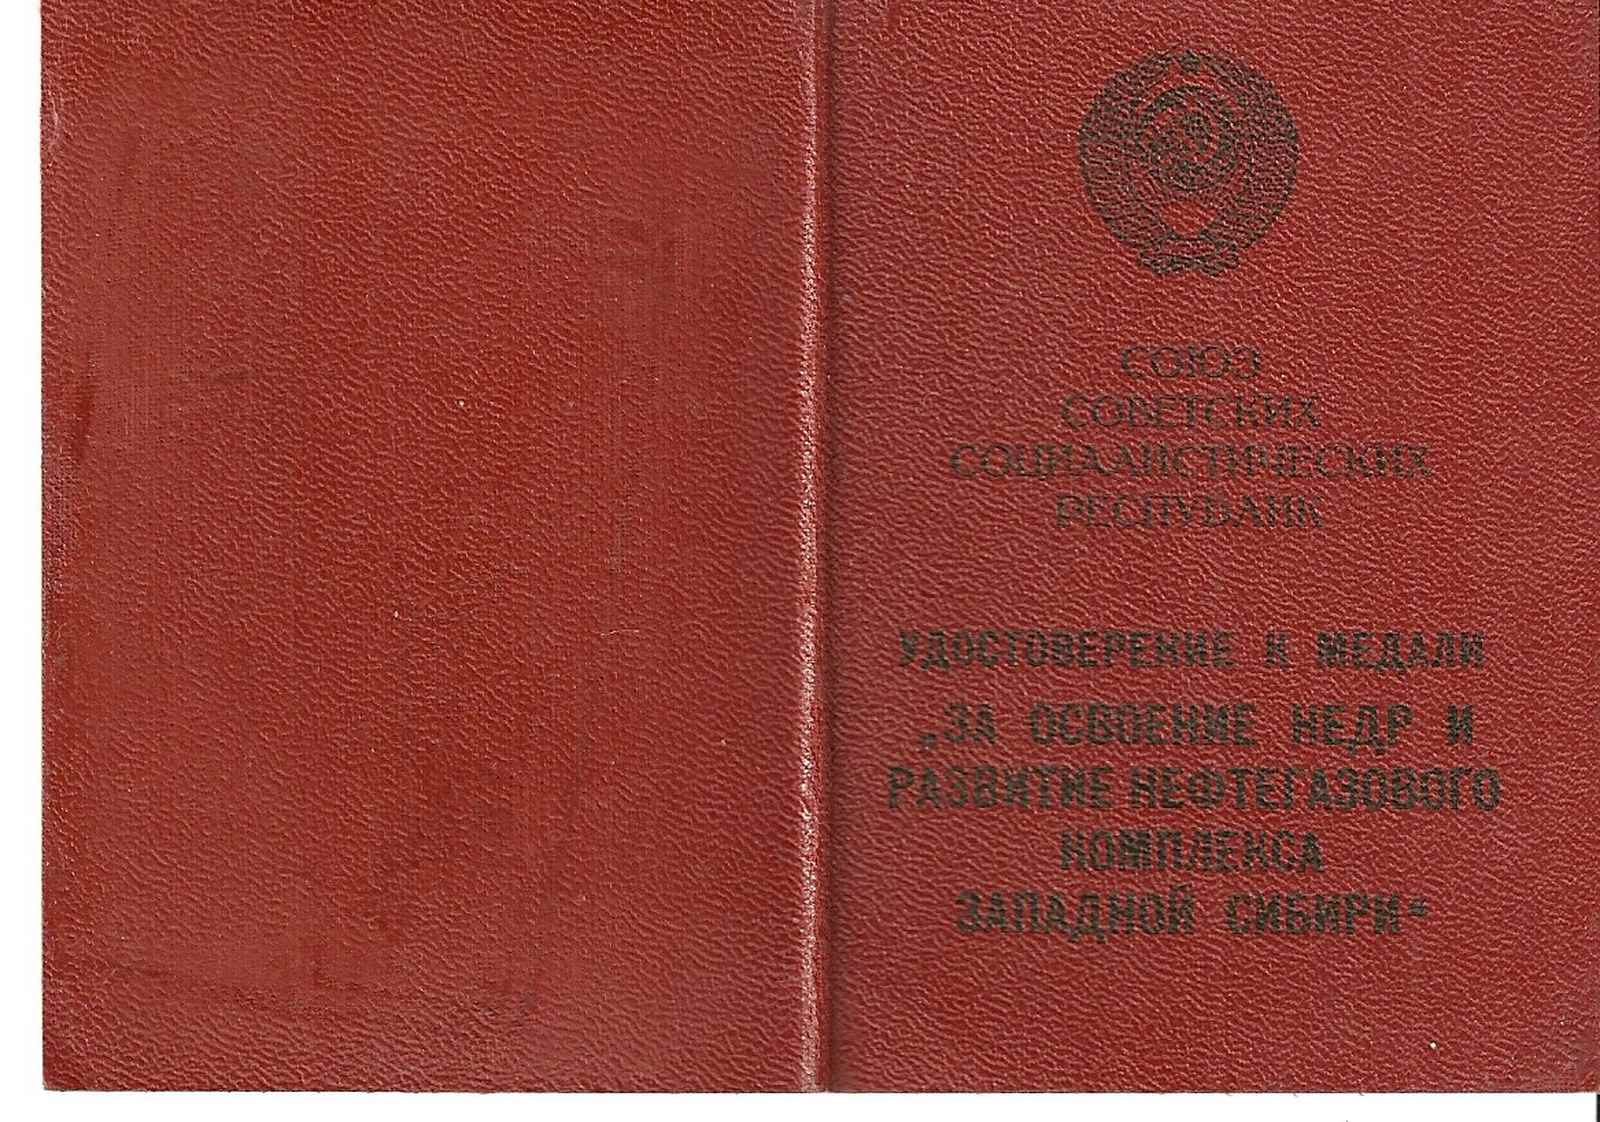 СОЮЗ
СОВЕТСКИХ
СОЦИАЛИСТИЧЕСКИХ
РЕСПУБЛИК
УДОСТОВЕРЕНИЕ К МЕДАЛИ
„ЗА ОСВОЕНИЕ НЕДР И
РАЗВИТИЕ НЕФТЕГАЗОВОГО
КОМПЛЕКСА
ЗАПАДНОЙ СИБИРИ“